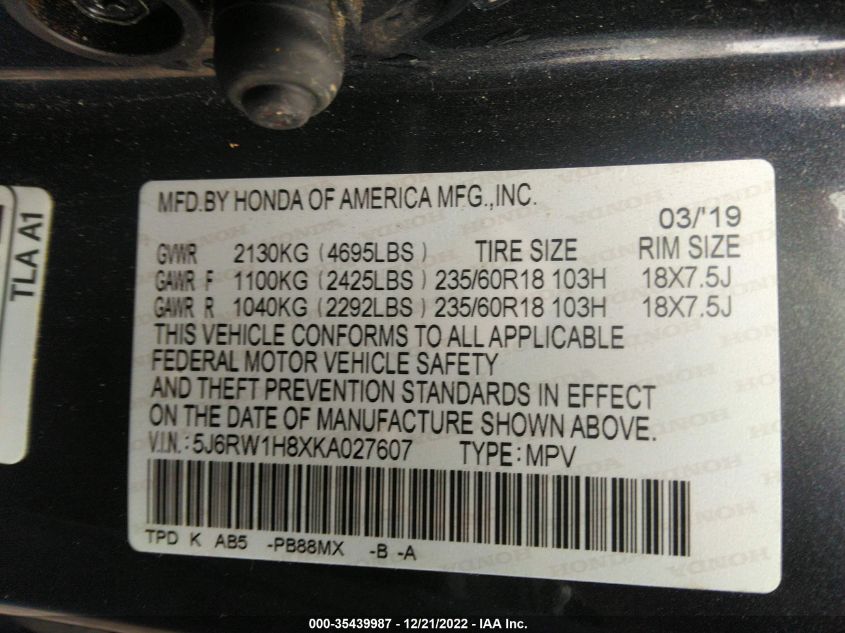 TLA A1
MFD.BY HONDA OF AMERICA MFG.,INC.
03/'19
GVWR 2130KG (4695LBS) TIRE SIZE RIM SIZE
GAWR F 1100KG (2425LBS) 235/60R18 103H 18X7.5J
GAWR R 1040KG (2292LBS) 235/60R18 103H 18X7.5J
THIS VEHICLE CONFORMS TO ALL APPLICABLE
FEDERAL MOTOR VEHICLE SAFETY
AND THEFT PREVENTION STANDARDS IN EFFECT
ON THE DATE OF MANUFACTURE SHOWN ABOVE.
V.I.N.: 5J6RW1H8XKA027607 TYPE: MPV
TPD K AB5 -PB88MX -B -A
000-35439987 - 12/21/2022 - IAA Inc.